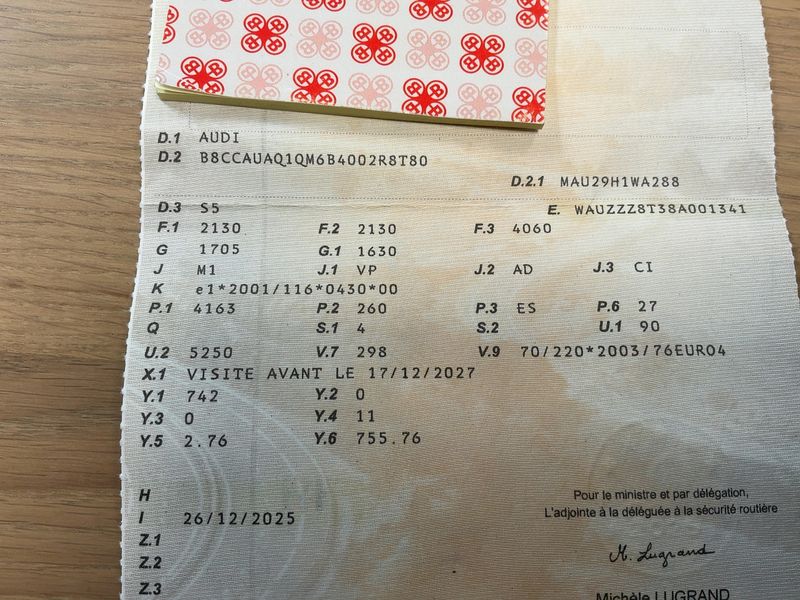 D.1 AUDI
D.2 B8CCAUAQ1QM6B4002R8T80
D.2.1 MAU29H1WA288
D.3 S5 E. WAUZZZ8T38A001341
F.1 2130 F.2 2130 F.3 4060
G 1705 G.1 1630
J M1 J.1 VP J.2 AD J.3 CI
K e1*2001/116*0430*00
P.1 4163 P.2 260 P.3 ES P.6 27
Q S.1 4 S.2 U.1 90
U.2 5250 V.7 298 V.9 70/220*2003/76EURO4
X.1 VISITE AVANT LE 17/12/2027
Y.1 742 Y.2 0
Y.3 0 Y.4 11
Y.5 2.76 Y.6 755.76
H
I 26/12/2025
Z.1
Z.2
Z.3
Pour le ministre et par délégation,
L'adjointe à la déléguée à la sécurité routière
M. Lugrand
Michèle LUGRAND